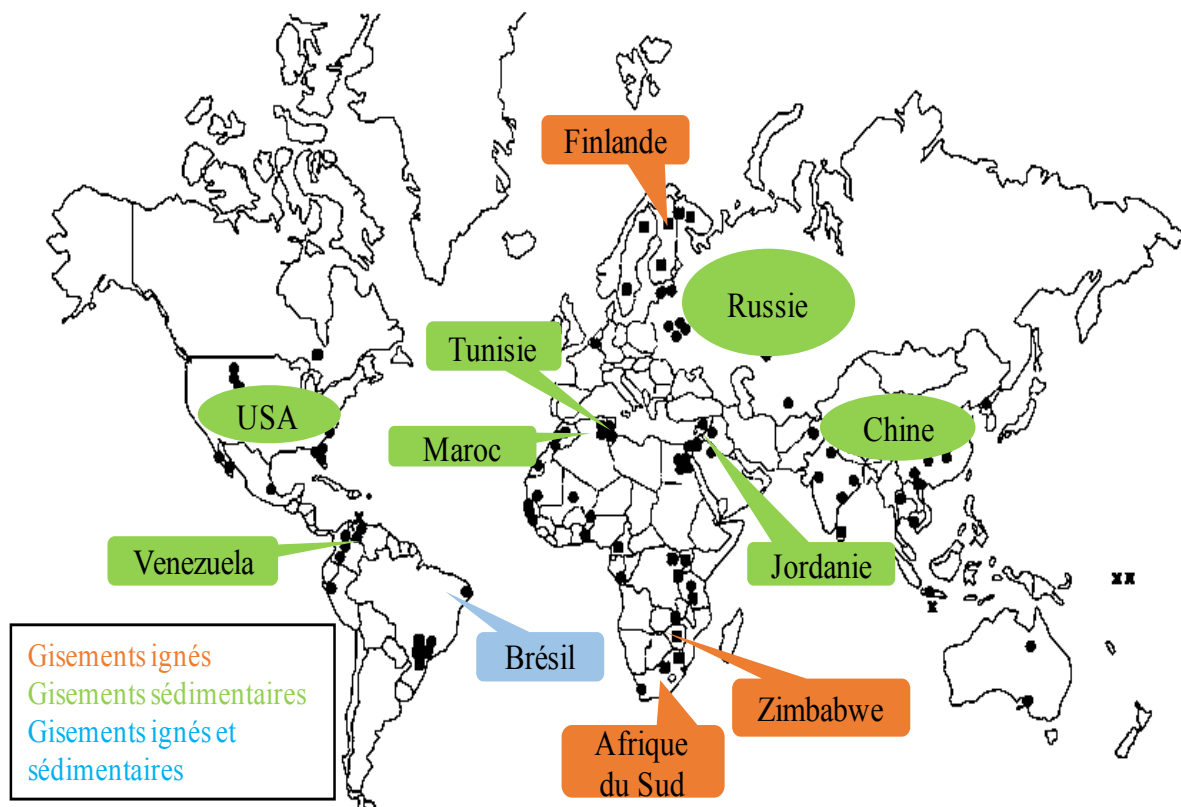 Finlande
Russie
Tunisie
USA
Chine
Maroc
Venezuela
Jordanie
Brésil
Zimbabwe
Afrique
du Sud
Gisements ignés
Gisements sédimentaires
Gisements ignés et
sédimentaires